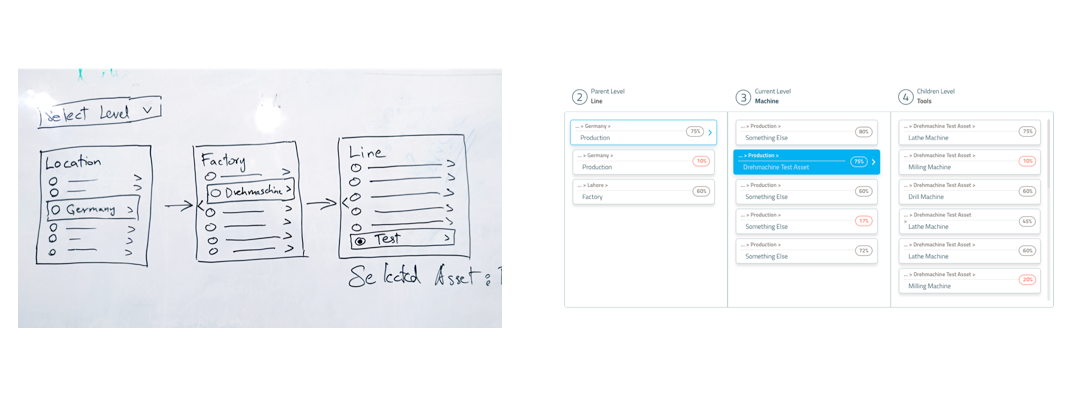 Select Level
Location
Germany
Factory
Drehmaschine
Line
Test
Selected Asset :
2
Parent Level
Line
3
Current Level
Machine
4
Children Level
Tools
... » Germany »
Production
75%
... » Germany »
Production
10%
... » Lahore »
Factory
60%
... » Production »
Something Else
80%
... » Production »
Drehmachine Test Asset
75%
... » Production »
Something Else
60%
... » Production »
Something Else
17%
... » Production »
Something Else
72%
... » Drehmachine Test Asset »
Lathe Machine
75%
... » Drehmachine Test Asset »
Milling Machine
10%
... » Drehmachine Test Asset »
Drill Machine
60%
... » Drehmachine Test Asset
»
Lathe Machine
45%
... » Drehmachine Test Asset »
Lathe Machine
60%
... » Drehmachine Test Asset »
Milling Machine
20%